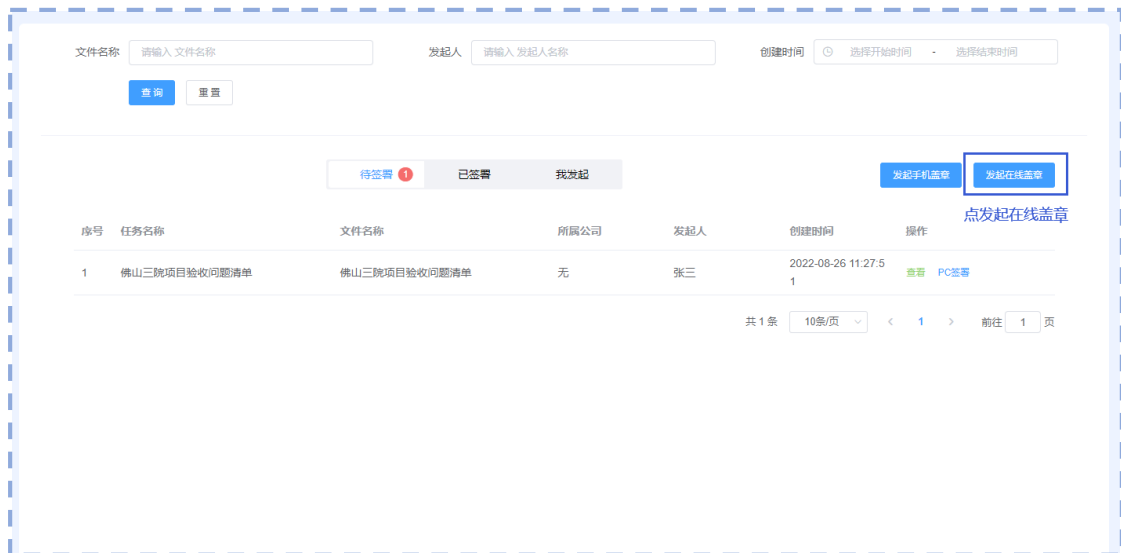 文件名称 请输入 文件名称 发起人 请输入 发起人名称 创建时间 选择开始时间 - 选择结束时间
查询 重置
待签署 1 已签署 我发起 发起手机盖章 发起在线盖章
点发起在线盖章
序号 任务名称 文件名称 所属公司 发起人 创建时间 操作
1 佛山三院项目验收问题清单 佛山三院项目验收问题清单 无 张三 2022-08-26 11:27:5 查看 PC签署
1
共 1 条 10条/页 < 1 > 前往 1 页